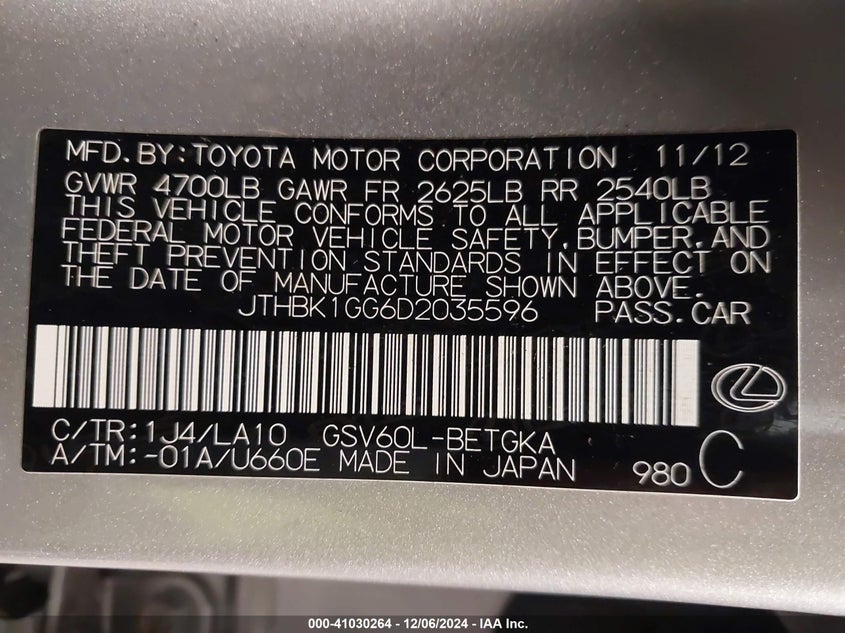 MFD.BY:TOYOTA MOTOR CORPORATION 11/12
GVWR 4700LB GAWR FR 2625LB RR 2540LB
THIS VEHICLE CONFORMS TO ALL APPLICABLE
FEDERAL MOTOR VEHICLE SAFETY,BUMPER,AND
THEFT PREVENTION STANDARDS IN EFFECT ON
THE DATE OF MANUFACTURE SHOWN ABOVE.
JTHBK1GG6D2035596 PASS.CAR
C/TR:1J4/LA10 GSV60L-BETGKA
A/TM:-01A/U660E MADE IN JAPAN 980 C
000-41030264 - 12/06/2024 - IAA Inc.